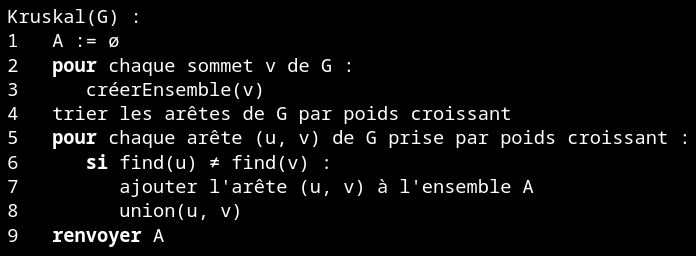 Kruskal(G) :
1   A := ø
2   pour chaque sommet v de G :
3      créerEnsemble(v)
4   trier les arêtes de G par poids croissant
5   pour chaque arête (u, v) de G prise par poids croissant :
6      si find(u) ≠ find(v) :
7         ajouter l'arête (u, v) à l'ensemble A
8         union(u, v)
9   renvoyer A